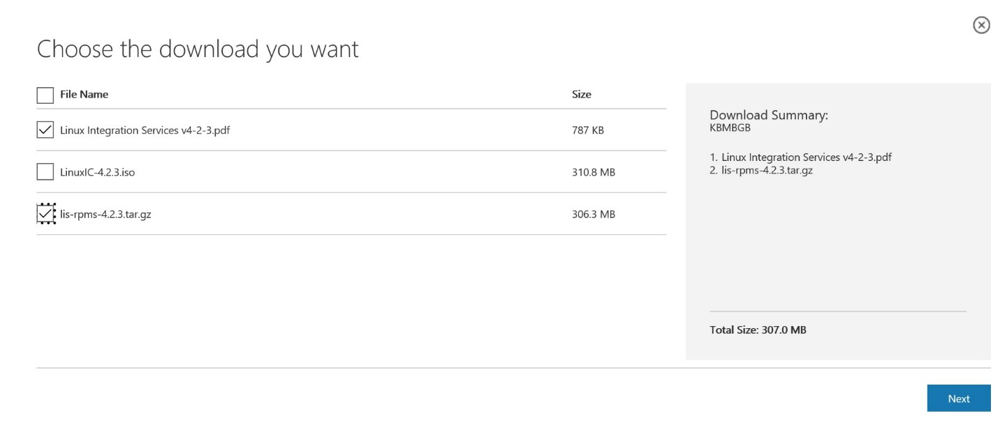 Choose the download you want
File Name Size
Linux Integration Services v4-2-3.pdf 787 KB
LinuxIC-4.2.3.iso 310.8 MB
lis-rpms-4.2.3.tar.gz 306.3 MB
Download Summary:
KBMBGB
1. Linux Integration Services v4-2-3.pdf
2. lis-rpms-4.2.3.tar.gz
Total Size: 307.0 MB
Next